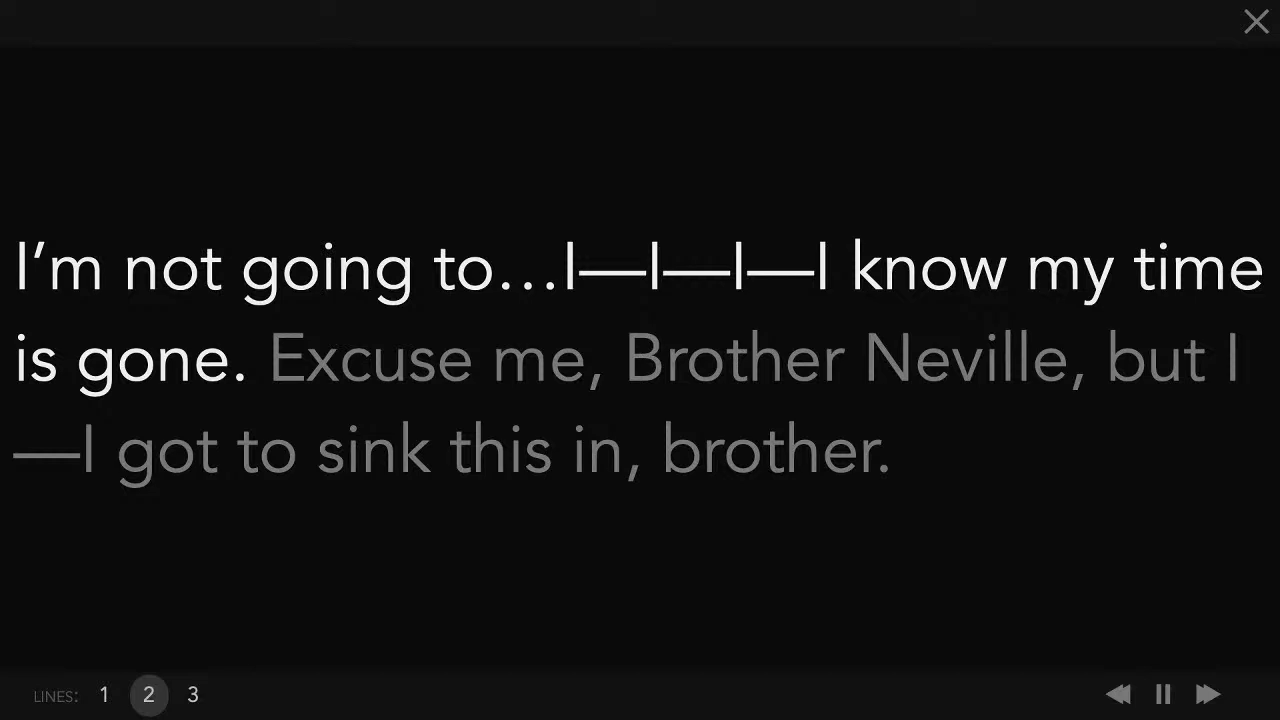 I’m not going to…I—I—I—I know my time
is gone. Excuse me, Brother Neville, but I
—I got to sink this in, brother.
LINES: 1 2 3